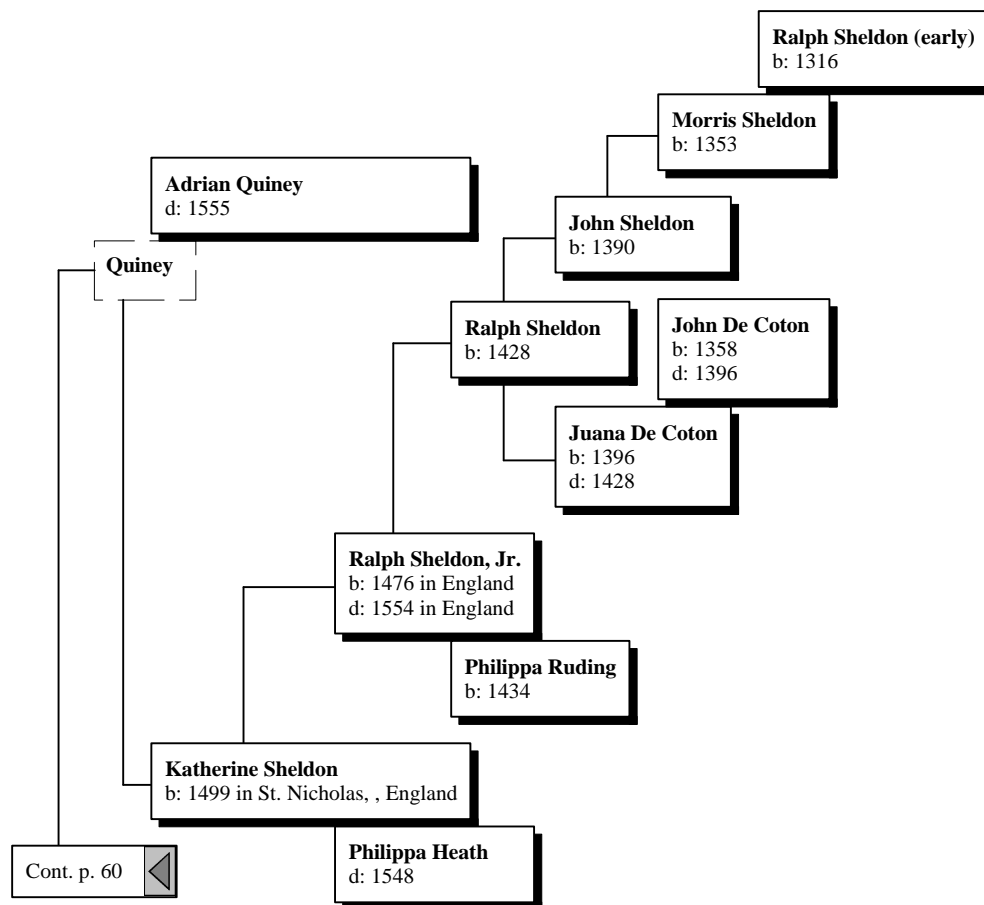 Ralph Sheldon (early)
b: 1316
Morris Sheldon
b: 1353
Adrian Quiney
d: 1555
John Sheldon
b: 1390
Quiney
Ralph Sheldon
b: 1428
John De Coton
b: 1358
d: 1396
Juana De Coton
b: 1396
d: 1428
Ralph Sheldon, Jr.
b: 1476 in England
d: 1554 in England
Philippa Ruding
b: 1434
Katherine Sheldon
b: 1499 in St. Nicholas, , England
Philippa Heath
d: 1548
Cont. p. 60